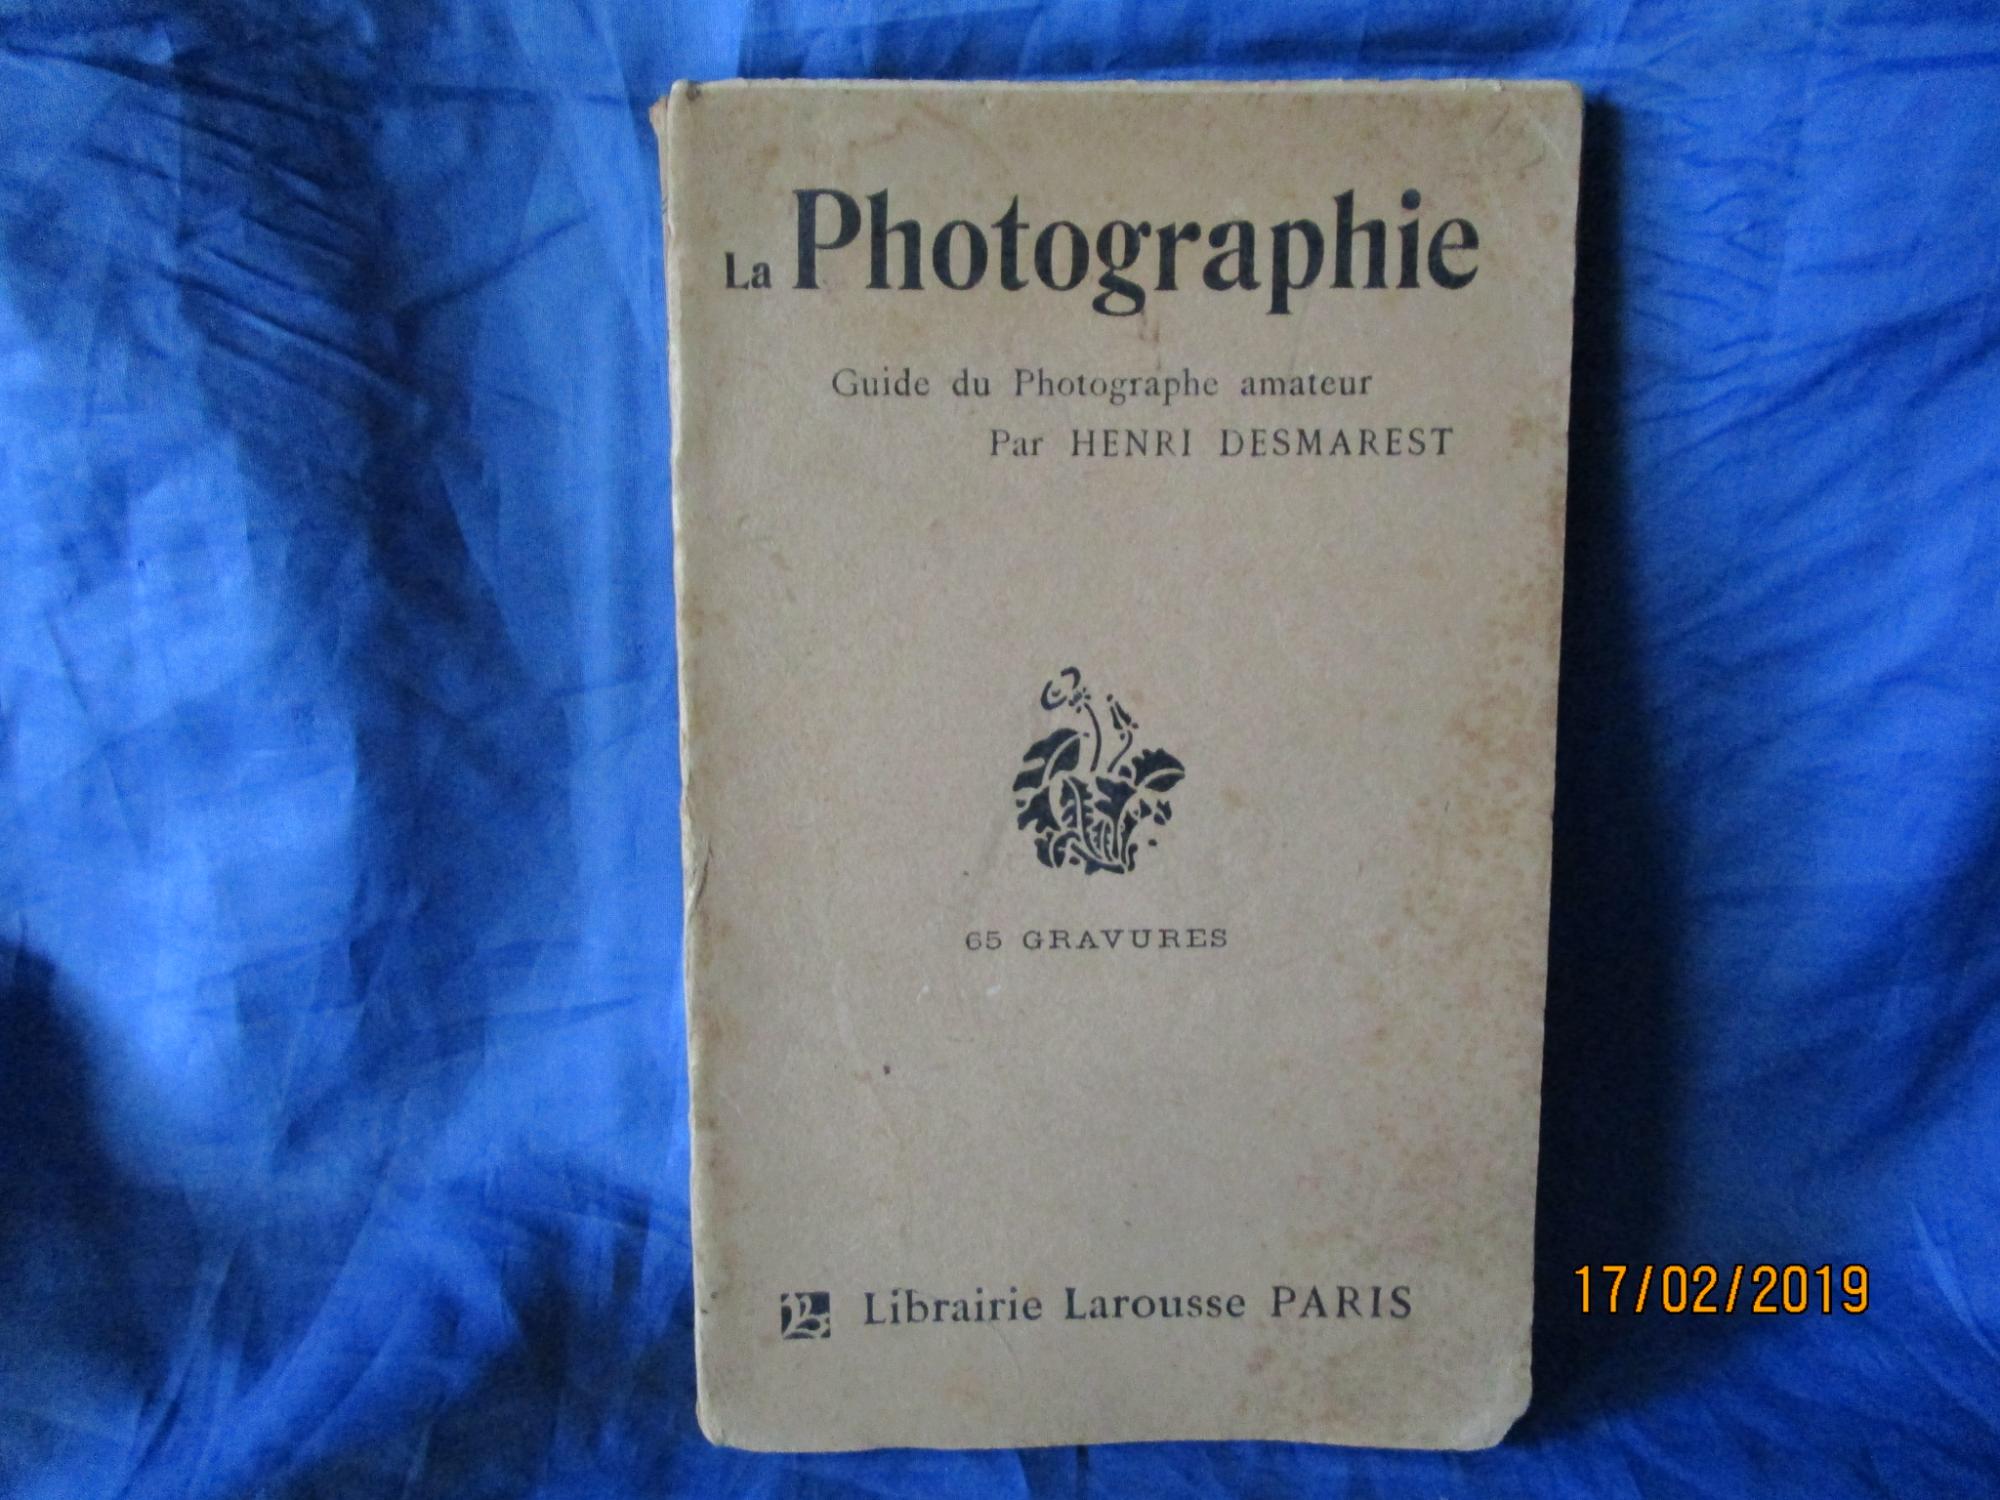 La Photographie
Guide du Photographe amateur
Par HENRI DESMAREST
65 GRAVURES
Librairie Larousse PARIS
17/02/2019